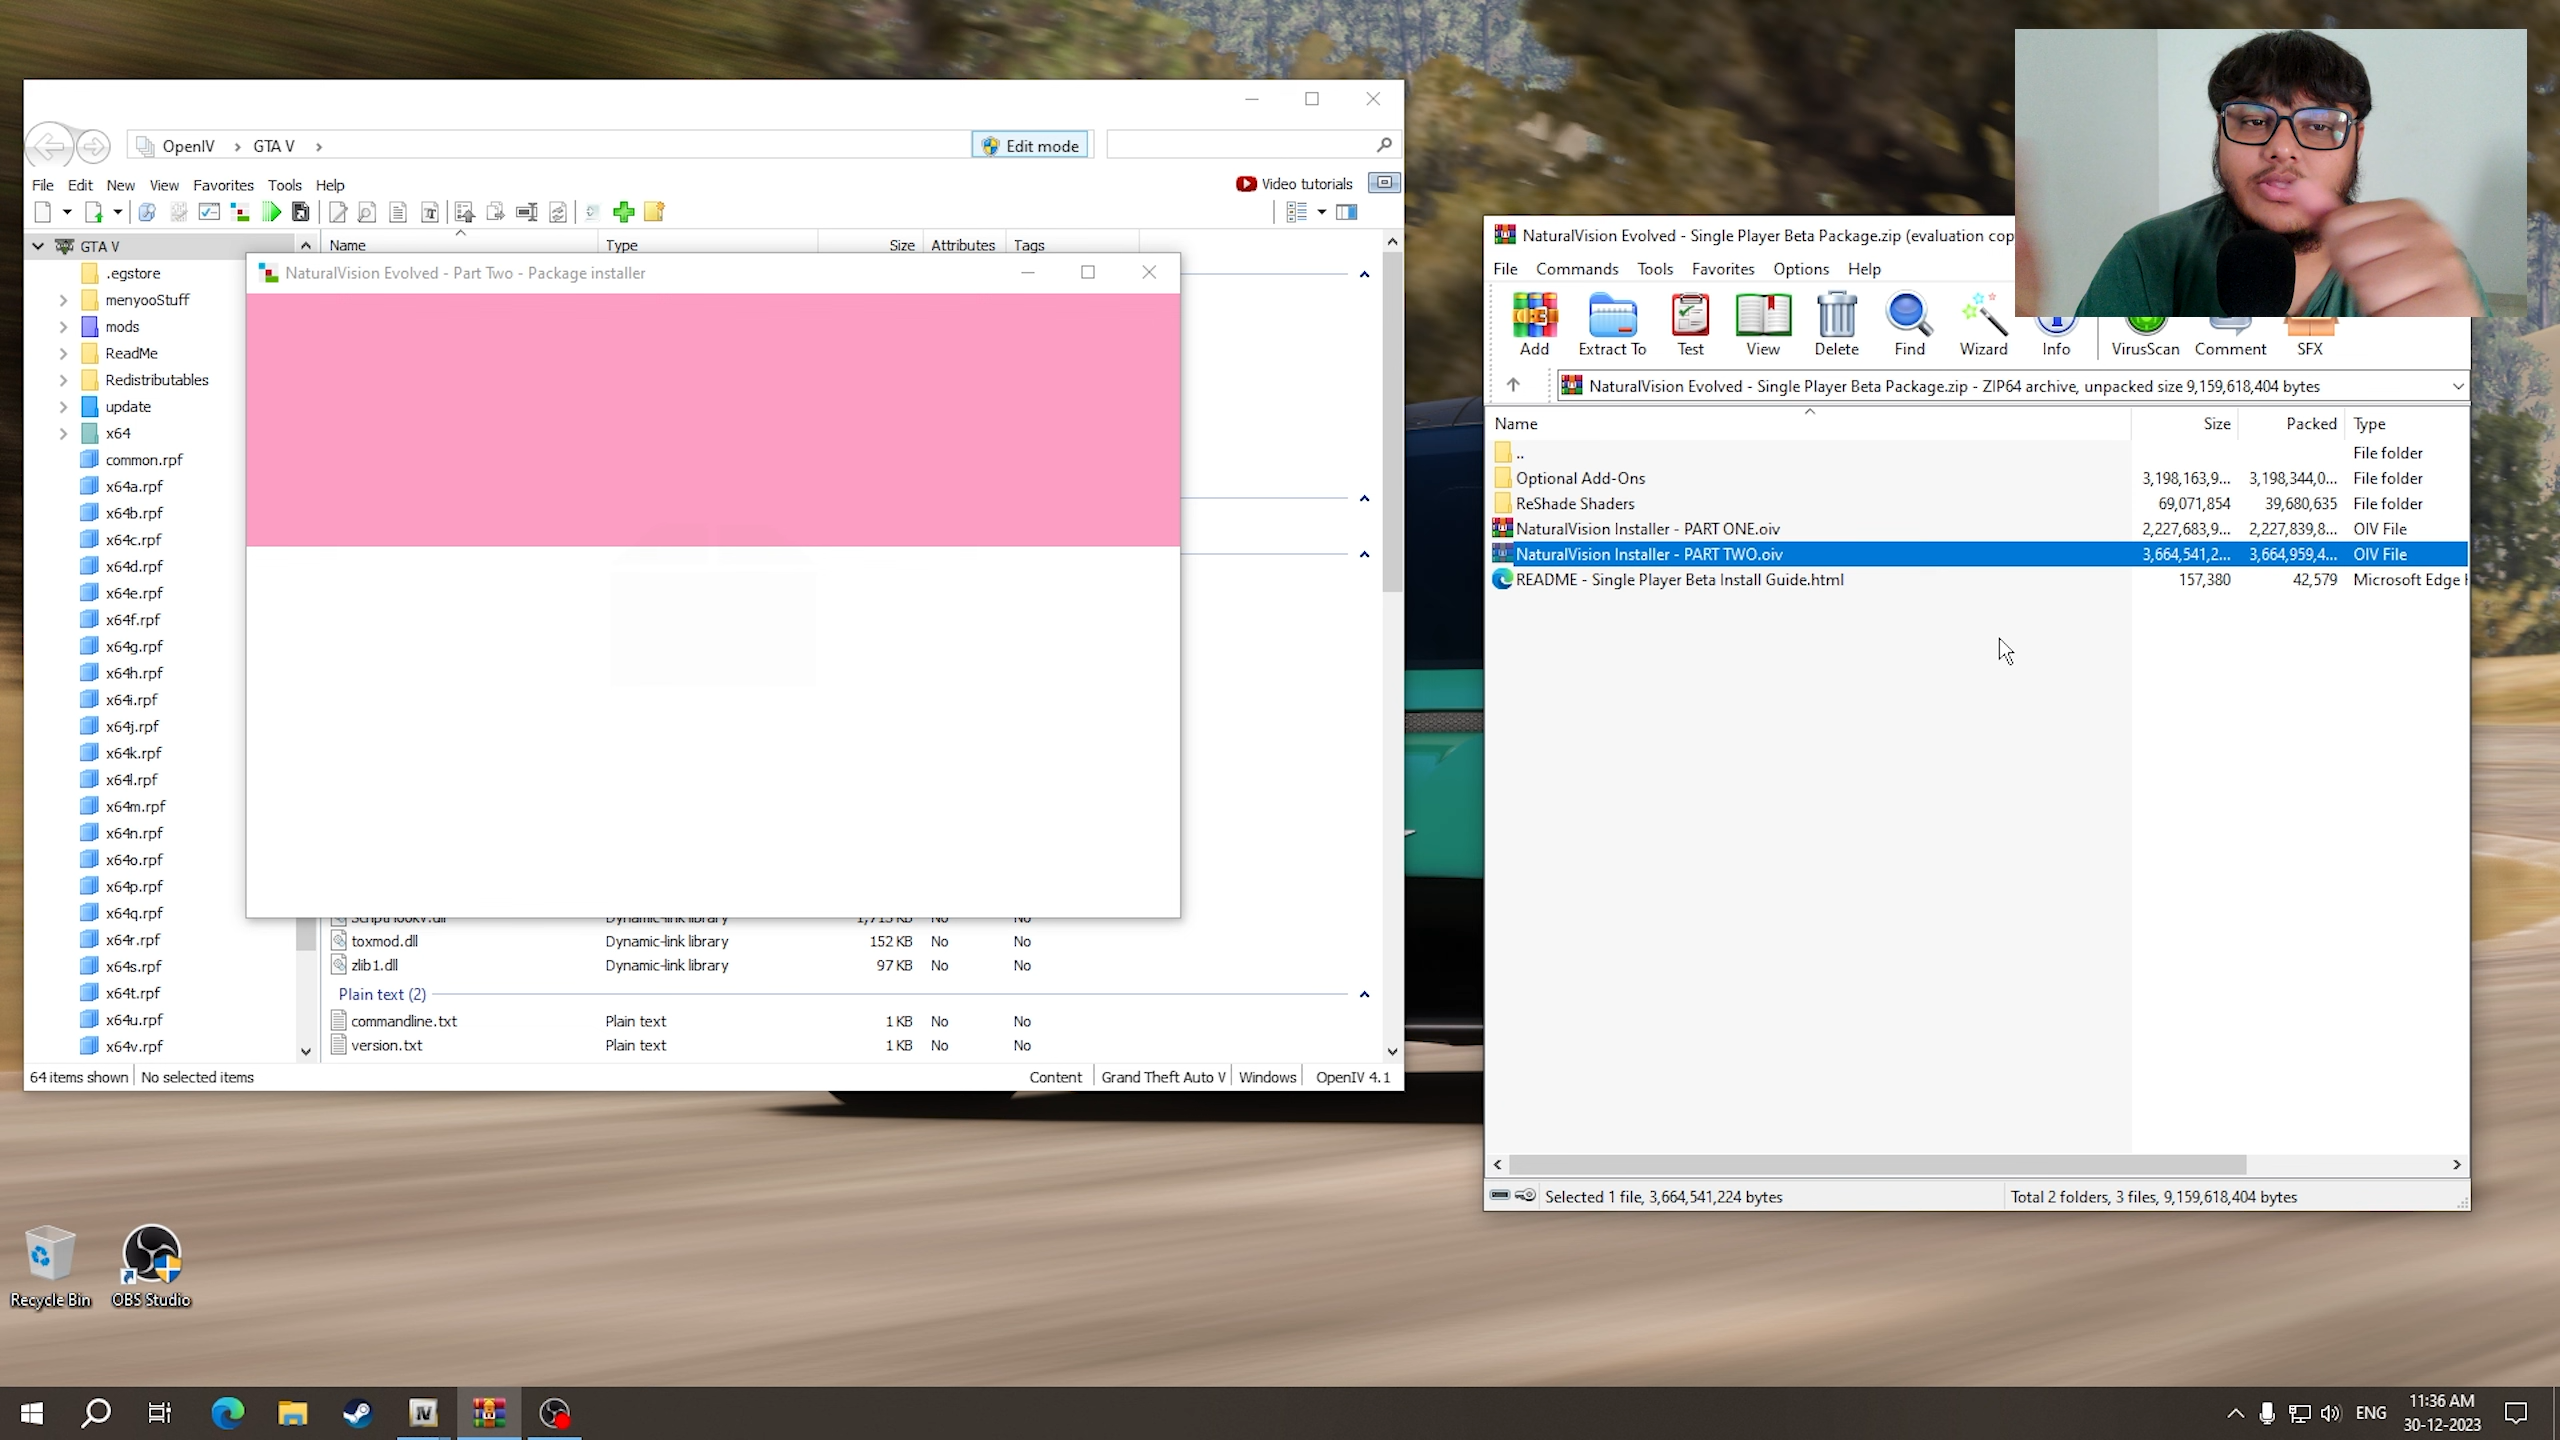 OpenIV
GTA V
Edit mode
File Edit New View Favorites Tools Help
Video tutorials
GTA V
.egstore
menyooStuff
mods
ReadMe
Redistributables
update
x64
common.rpf
x64a.rpf
x64b.rpf
x64c.rpf
x64d.rpf
x64e.rpf
x64f.rpf
x64g.rpf
x64h.rpf
x64i.rpf
x64j.rpf
x64k.rpf
x64l.rpf
x64m.rpf
x64n.rpf
x64o.rpf
x64p.rpf
x64q.rpf
x64r.rpf
x64s.rpf
x64t.rpf
x64u.rpf
x64v.rpf
Name Type Size Attributes Tags
NaturalVision Evolved - Part Two - Package installer
ScriptHookV.dll Dynamic-link library 1,713 KB No No
toxmod.dll Dynamic-link library 152 KB No No
zlib1.dll Dynamic-link library 97 KB No No
Plain text (2)
commandline.txt Plain text 1 KB No No
version.txt Plain text 1 KB No No
64 items shown No selected items Content Grand Theft Auto V Windows OpenIV 4.1
NaturalVision Evolved - Single Player Beta Package.zip (evaluation cop
File Commands Tools Favorites Options Help
Add Extract To Test View Delete Find Wizard Info VirusScan Comment SFX
NaturalVision Evolved - Single Player Beta Package.zip - ZIP64 archive, unpacked size 9,159,618,404 bytes
Name Size Packed Type
.. File folder
Optional Add-Ons 3,198,163,9... 3,198,344,0... File folder
ReShade Shaders 69,071,854 39,680,635 File folder
NaturalVision Installer - PART ONE.oiv 2,227,683,9... 2,227,839,8... OIV File
NaturalVision Installer - PART TWO.oiv 3,664,541,2... 3,664,959,4... OIV File
README - Single Player Beta Install Guide.html 157,380 42,579 Microsoft Edge
Selected 1 file, 3,664,541,224 bytes Total 2 folders, 3 files, 9,159,618,404 bytes
Recycle Bin
OBS Studio
ENG
11:36 AM
30-12-2023